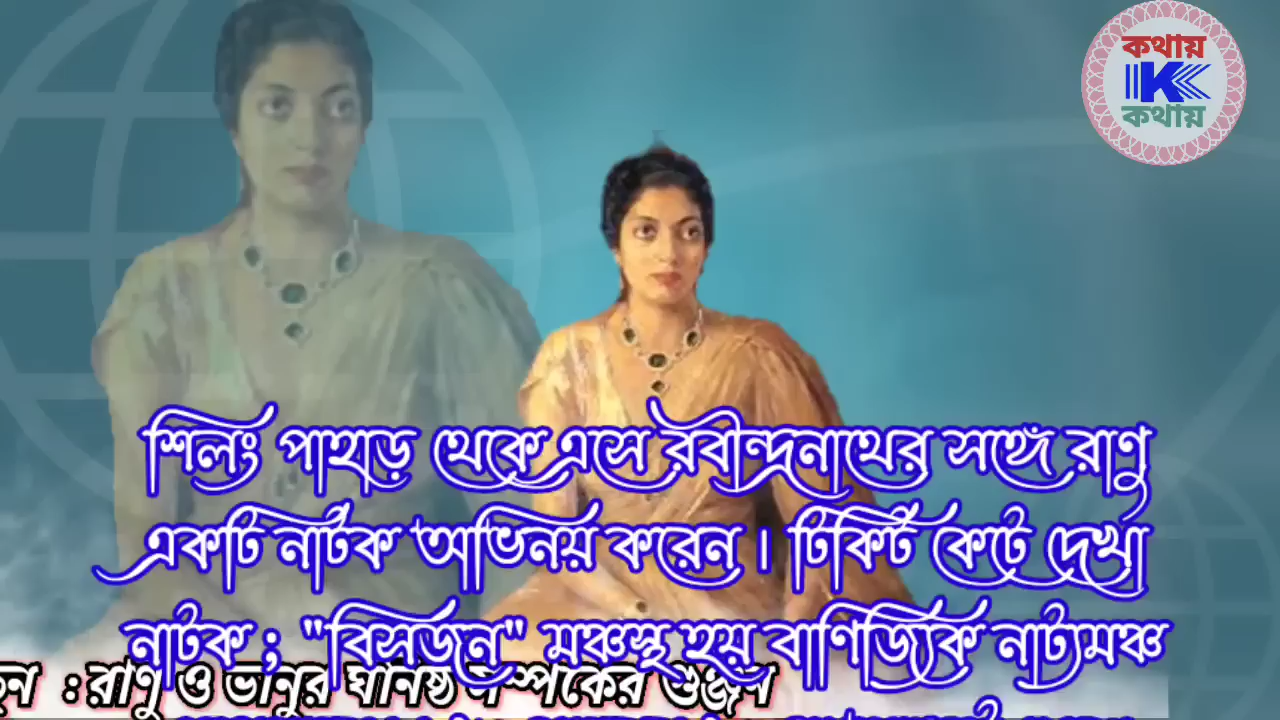 কথায়
K
কথায়
শিলং পাহাড় থেকে এসে রবীন্দ্রনাথের সঙ্গে রাণু
একটি নাটক অভিনয় করেন । টিকিট কেটে দেখা
নাটক ; "বিসর্জন" মঞ্চস্থ হয় বাণিজ্যিক নাট্যমঞ্চ
: রাণু ও ভানুর ঘনিষ্ঠ সম্পর্কের গুঞ্জন